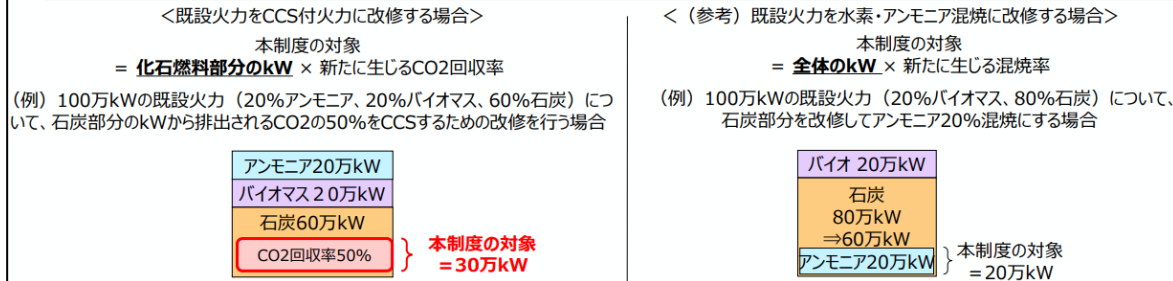 <既設火力をCCS付火力に改修する場合>
本制度の対象
= 化石燃料部分のkW × 新たに生じるCO2回収率
(例)100万kWの既設火力(20%アンモニア、20%バイオマス、60%石炭)につ
いて、石炭部分のkWから排出されるCO2の50%をCCSするための改修を行う場合
アンモニア20万kW
バイオマス20万kW
石炭60万kW
CO2回収率50%
本制度の対象
=30万kW
<(参考)既設火力を水素・アンモニア混焼に改修する場合>
本制度の対象
= 全体のkW × 新たに生じる混焼率
(例)100万kWの既設火力(20%バイオマス、80%石炭)について、
石炭部分を改修してアンモニア20%混焼にする場合
バイオ 20万kW
石炭
80万kW
⇒60万kW
アンモニア20万kW
本制度の対象
=20万kW